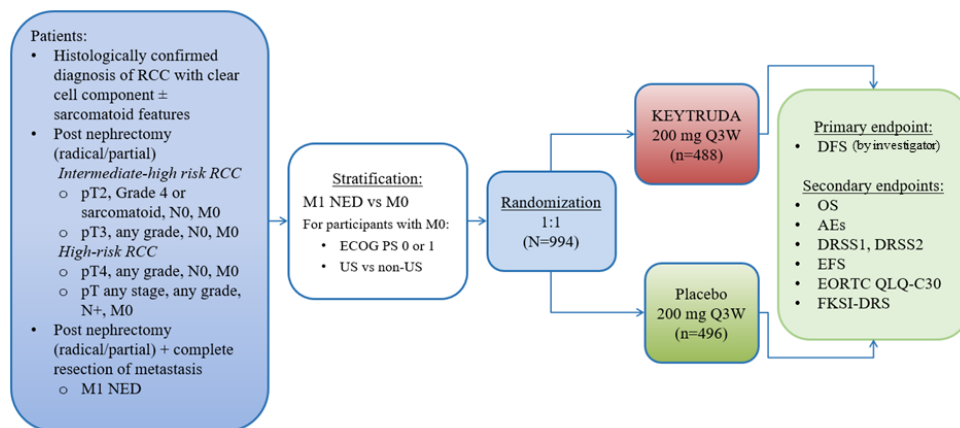 Patients:
• Histologically confirmed
diagnosis of RCC with clear
cell component ±
sarcomatoid features
• Post nephrectomy
(radical/partial)
Intermediate-high risk RCC
o pT2, Grade 4 or
sarcomatoid, N0, M0
o pT3, any grade, N0, M0
High-risk RCC
o pT4, any grade, N0, M0
o pT any stage, any grade,
N+, M0
• Post nephrectomy
(radical/partial) + complete
resection of metastasis
o M1 NED
Stratification:
M1 NED vs M0
For participants with M0:
• ECOG PS 0 or 1
• US vs non-US
Randomization
1:1
(N=994)
KEYTRUDA
200 mg Q3W
(n=488)
Placebo
200 mg Q3W
(n=496)
Primary endpoint:
• DFS (by investigator)
Secondary endpoints:
• OS
• AEs
• DRSS1, DRSS2
• EFS
• EORTC QLQ-C30
• FKSI-DRS